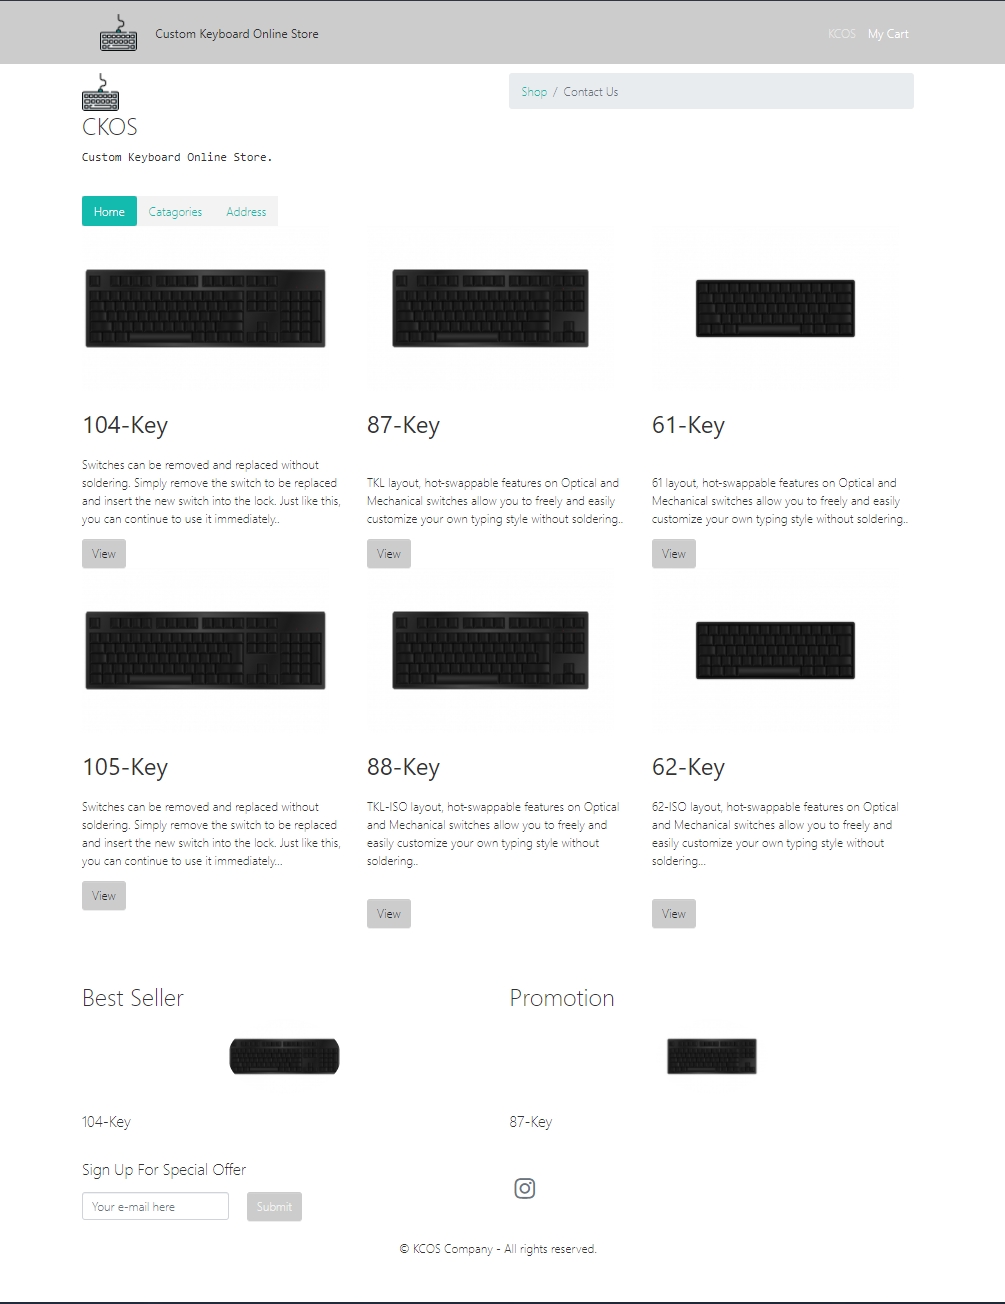 Custom Keyboard Online Store
KCOS My Cart
CKOS
Custom Keyboard Online Store.
Shop / Contact Us
Home Catagories Address
104-Key
Switches can be removed and replaced without
soldering. Simply remove the switch to be replaced
and insert the new switch into the lock. Just like this,
you can continue to use it immediately..
View
87-Key
TKL layout, hot-swappable features on Optical and
Mechanical switches allow you to freely and easily
customize your own typing style without soldering..
View
61-Key
61 layout, hot-swappable features on Optical and
Mechanical switches allow you to freely and easily
customize your own typing style without soldering..
View
105-Key
Switches can be removed and replaced without
soldering. Simply remove the switch to be replaced
and insert the new switch into the lock. Just like this,
you can continue to use it immediately...
View
88-Key
TKL-ISO layout, hot-swappable features on Optical
and Mechanical switches allow you to freely and
easily customize your own typing style without
soldering..
View
62-Key
62-ISO layout, hot-swappable features on Optical
and Mechanical switches allow you to freely and
easily customize your own typing style without
soldering...
View
Best Seller
104-Key
Promotion
87-Key
Sign Up For Special Offer
Your e-mail here
Submit
© KCOS Company - All rights reserved.